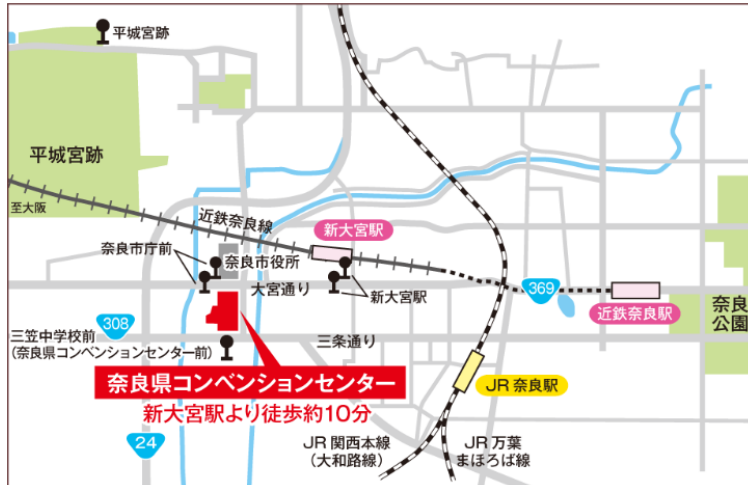 平城宮跡
平城宮跡
至大阪
近鉄奈良線
新大宮駅
奈良市庁前
奈良市役所
大宮通り
新大宮駅
369
近鉄奈良駅
奈良
公園
308
三笠中学校前
(奈良県コンベンションセンター前)
三条通り
奈良県コンベンションセンター
新大宮駅より徒歩約10分
JR 奈良駅
24
JR 関西本線
(大和路線)
JR 万葉
まほろば線